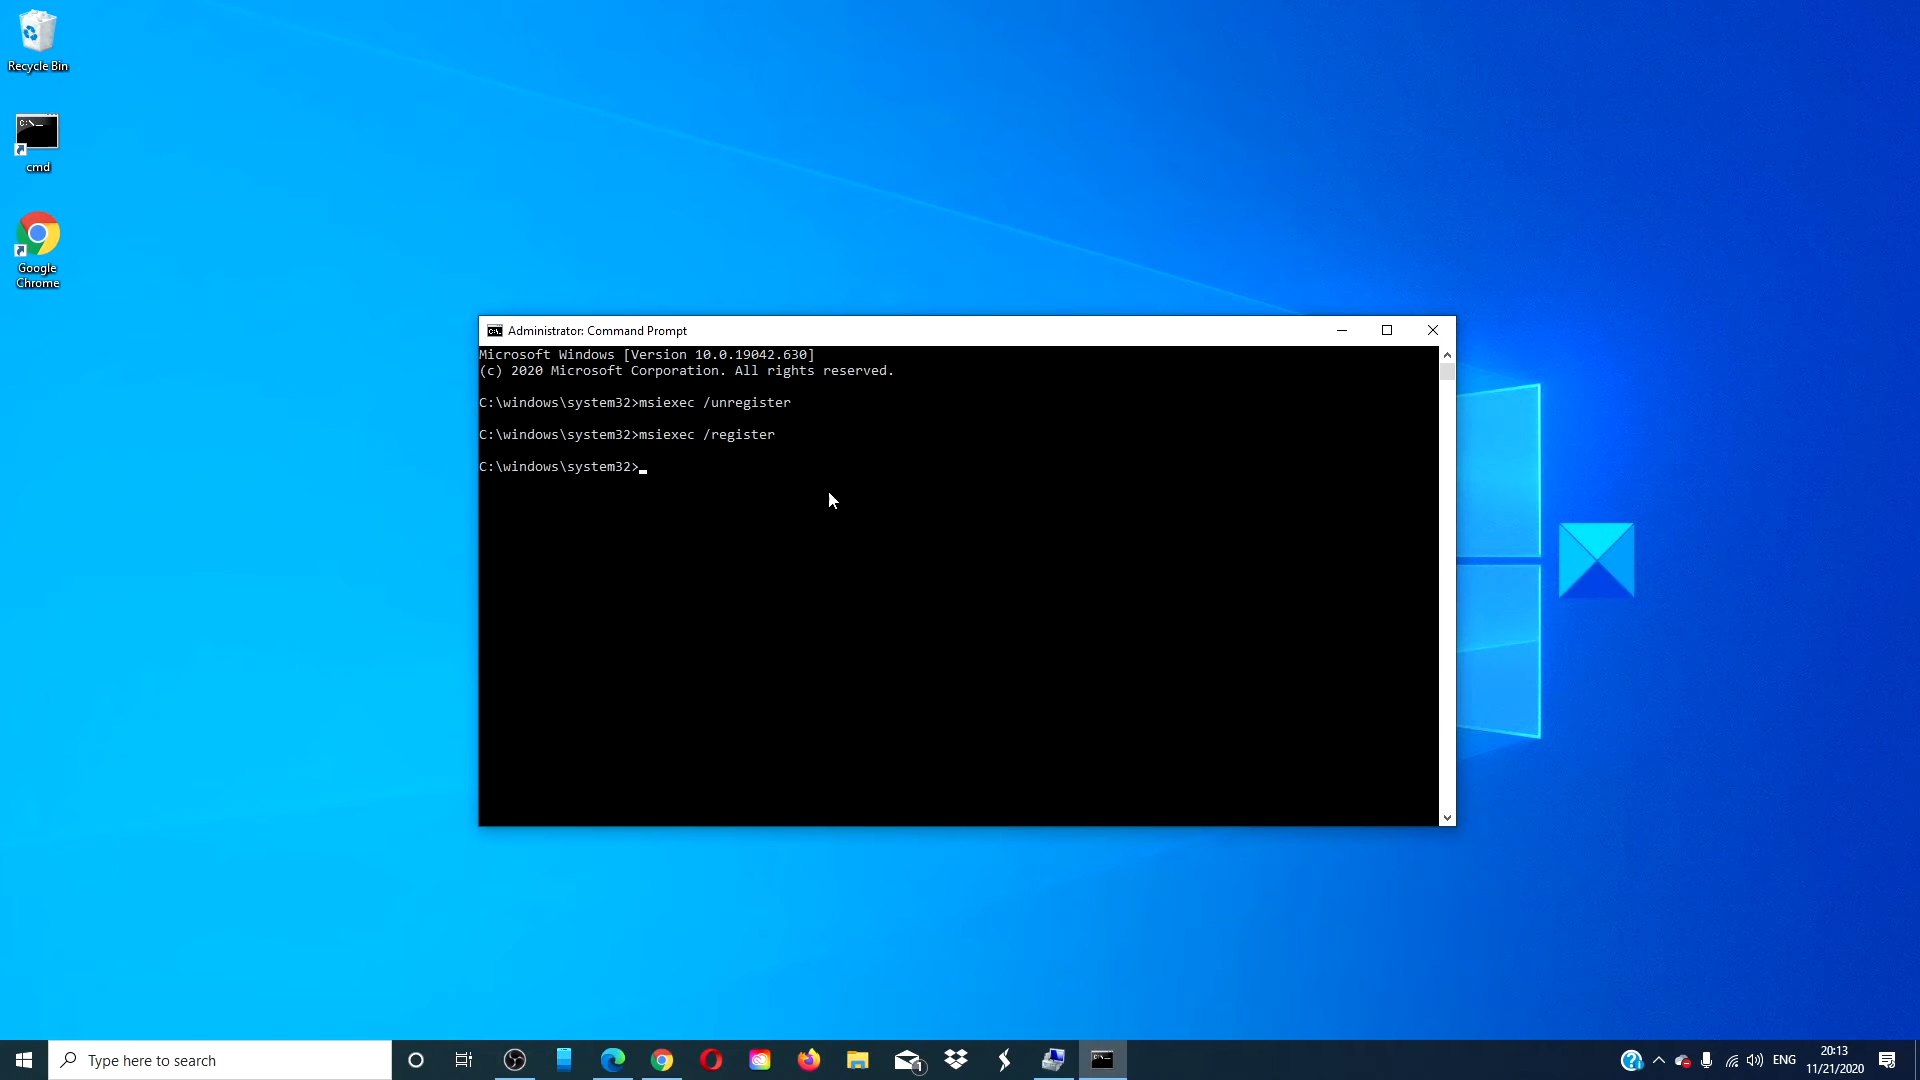 Recycle Bin
cmd
Google
Chrome
Administrator: Command Prompt
Microsoft Windows [Version 10.0.19042.630]
(c) 2020 Microsoft Corporation. All rights reserved.
C:\windows\system32>msiexec /unregister
C:\windows\system32>msiexec /register
C:\windows\system32>
Type here to search
1
ENG
20:13
11/21/2020